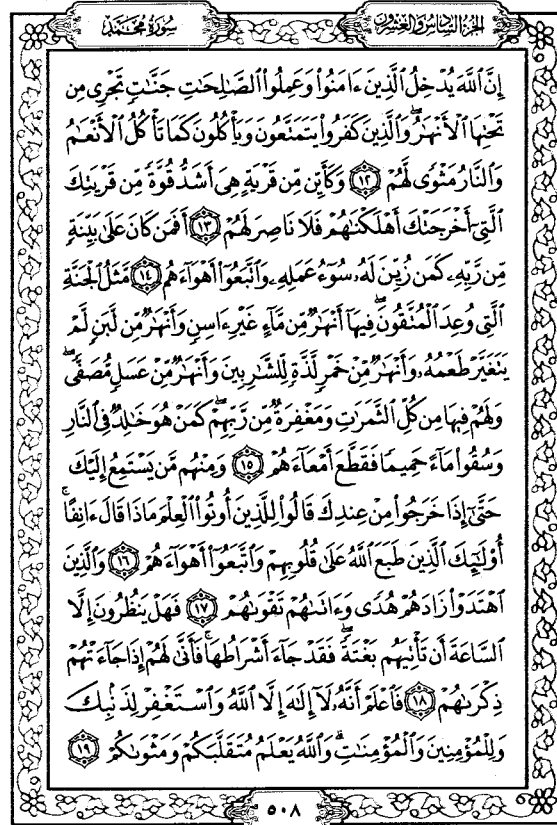 الجزء السادس والعشرون
سورة محمد
إِنَّ ٱللَّهَ يُدْخِلُ ٱلَّذِينَ ءَامَنُوا۟ وَعَمِلُوا۟ ٱلصَّـٰلِحَـٰتِ جَنَّـٰتٍ تَجْرِى مِن
تَحْتِهَا ٱلْأَنْهَـٰرُ ۖ وَٱلَّذِينَ كَفَرُوا۟ يَتَمَتَّعُونَ وَيَأْكُلُونَ كَمَا تَأْكُلُ ٱلْأَنْعَـٰمُ
وَٱلنَّارُ مَثْوًى لَّهُمْ ١٢ وَكَأَيِّن مِّن قَرْيَةٍ هِىَ أَشَدُّ قُوَّةً مِّن قَرْيَتِكَ
ٱلَّتِىٓ أَخْرَجَتْكَ أَهْلَكْنَـٰهُمْ فَلَا نَاصِرَ لَهُمْ ١٣ أَفَمَن كَانَ عَلَىٰ بَيِّنَةٍ
مِّن رَّبِّهِۦ كَمَن زُيِّنَ لَهُۥ سُوٓءُ عَمَلِهِۦ وَٱتَّبَعُوٓا۟ أَهْوَآءَهُم ١٤ مَّثَلُ ٱلْجَنَّةِ
ٱلَّتِى وُعِدَ ٱلْمُتَّقُونَ ۖ فِيهَآ أَنْهَـٰرٌ مِّن مَّآءٍ غَيْرِ ءَاسِنٍ وَأَنْهَـٰرٌ مِّن لَّبَنٍ لَّمْ
يَتَغَيَّرْ طَعْمُهُۥ وَأَنْهَـٰرٌ مِّنْ خَمْرٍ لَّذَّةٍ لِّلشَّـٰرِبِينَ وَأَنْهَـٰرٌ مِّنْ عَسَلٍ مُّصَفًّى ۖ
وَلَهُمْ فِيهَا مِن كُلِّ ٱلثَّمَرَٰتِ وَمَغْفِرَةٌ مِّن رَّبِّهِمْ ۖ كَمَنْ هُوَ خَـٰلِدٌ فِى ٱلنَّارِ
وَسُقُوا۟ مَآءً حَمِيمًا فَقَطَّعَ أَمْعَآءَهُمْ ١٥ وَمِنْهُم مَّن يَسْتَمِعُ إِلَيْكَ
حَتَّىٰٓ إِذَا خَرَجُوا۟ مِنْ عِندِكَ قَالُوا۟ لِلَّذِينَ أُوتُوا۟ ٱلْعِلْمَ مَاذَا قَالَ ءَانِفًا ۚ
أُو۟لَـٰٓئِكَ ٱلَّذِينَ طَبَعَ ٱللَّهُ عَلَىٰ قُلُوبِهِمْ وَٱتَّبَعُوٓا۟ أَهْوَآءَهُمْ ١٦ وَٱلَّذِينَ
ٱهْتَدَوْا۟ زَادَهُمْ هُدًى وَءَاتَىٰهُمْ تَقْوَىٰهُمْ ١٧ فَهَلْ يَنظُرُونَ إِلَّا
ٱلسَّاعَةَ أَن تَأْتِيَهُم بَغْتَةً ۖ فَقَدْ جَآءَ أَشْرَاطُهَا ۚ فَأَنَّىٰ لَهُمْ إِذَا جَآءَتْهُمْ
ذِكْرَىٰهُمْ ١٨ فَٱعْلَمْ أَنَّهُۥ لَآ إِلَـٰهَ إِلَّا ٱللَّهُ وَٱسْتَغْفِرْ لِذَنۢبِكَ
وَلِلْمُؤْمِنِينَ وَٱلْمُؤْمِنَـٰتِ ۗ وَٱللَّهُ يَعْلَمُ مُتَقَلَّبَكُمْ وَمَثْوَىٰكُمْ ١٩
٥٠٨